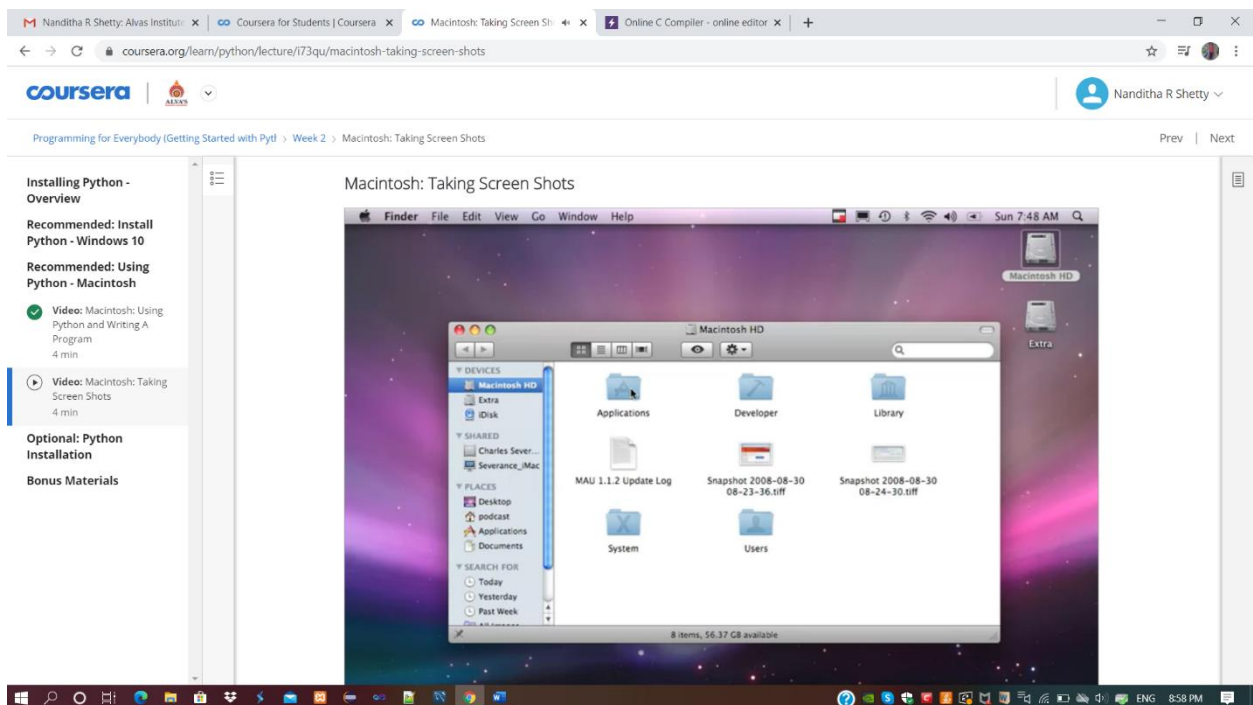 Nanditha R Shetty: Alvas Institute
Coursera for Students | Coursera
Macintosh: Taking Screen Sh
Online C Compiler - online editor
coursera.org/learn/python/lecture/i73qu/macintosh-taking-screen-shots
coursera
ALVA'S
Nanditha R Shetty
Programming for Everybody (Getting Started with Pyt > Week 2 > Macintosh: Taking Screen Shots
Prev | Next
Installing Python -
Overview
Recommended: Install
Python - Windows 10
Recommended: Using
Python - Macintosh
Video: Macintosh: Using
Python and Writing A
Program
4 min
Video: Macintosh: Taking
Screen Shots
4 min
Optional: Python
Installation
Bonus Materials
Macintosh: Taking Screen Shots
Finder File Edit View Go Window Help
Sun 7:48 AM
Macintosh HD
Extra
Macintosh HD
DEVICES
Macintosh HD
Extra
iDisk
SHARED
Charles Sever...
Severance_iMac
PLACES
Desktop
podcast
Applications
Documents
SEARCH FOR
Today
Yesterday
Past Week
Applications
Developer
Library
MAU 1.1.2 Update Log
Snapshot 2008-08-30
08-23-36.tiff
Snapshot 2008-08-30
08-24-30.tiff
System
Users
8 items, 56.37 GB available
ENG 8:58 PM